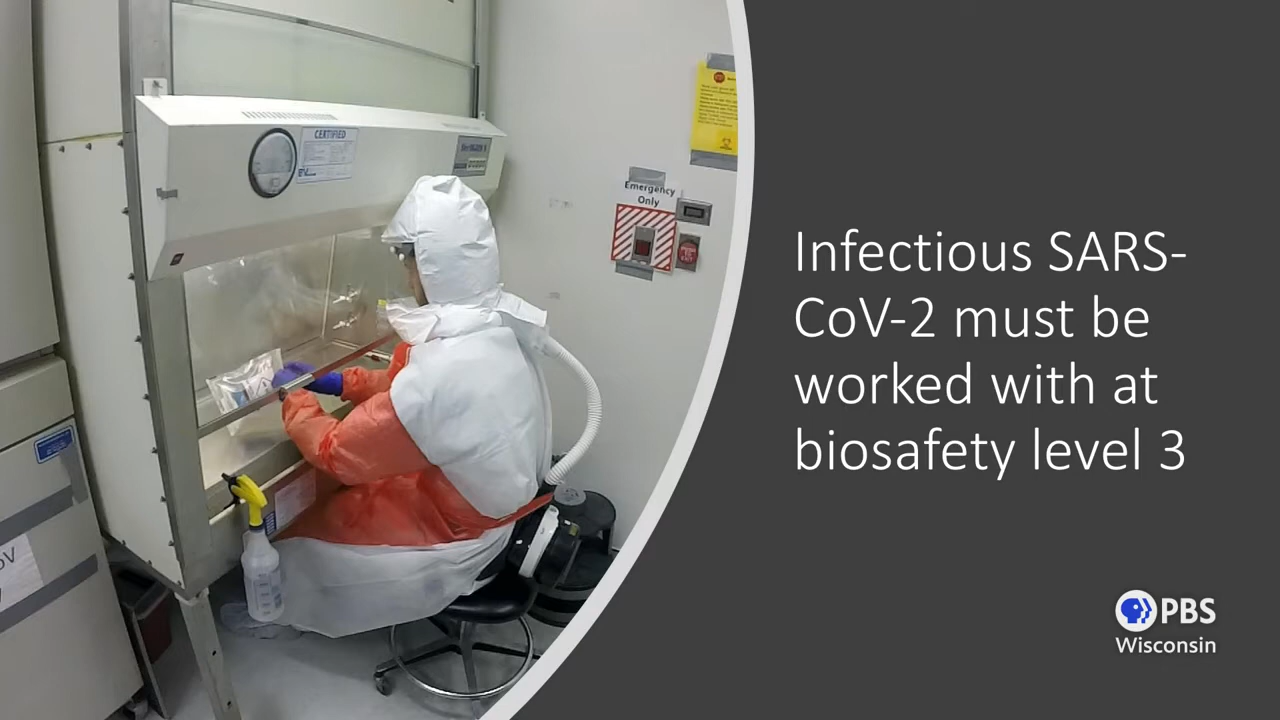 CERTIFIED
Emergency
Only
Infectious SARS-
CoV-2 must be
worked with at
biosafety level 3
PBS
Wisconsin